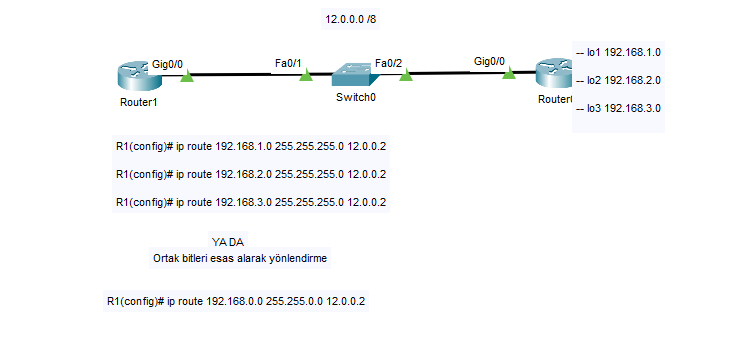 12.0.0.0 /8
Gig0/0
Fa0/1
Fa0/2
Gig0/0
Router1
Switch0
-- lo1 192.168.1.0
-- lo2 192.168.2.0
-- lo3 192.168.3.0
R1(config)# ip route 192.168.1.0 255.255.255.0 12.0.0.2
R1(config)# ip route 192.168.2.0 255.255.255.0 12.0.0.2
R1(config)# ip route 192.168.3.0 255.255.255.0 12.0.0.2
YADA
Ortak bitleri esas alarak yönlendirme
R1(config)# ip route 192.168.0.0 255.255.0.0 12.0.0.2